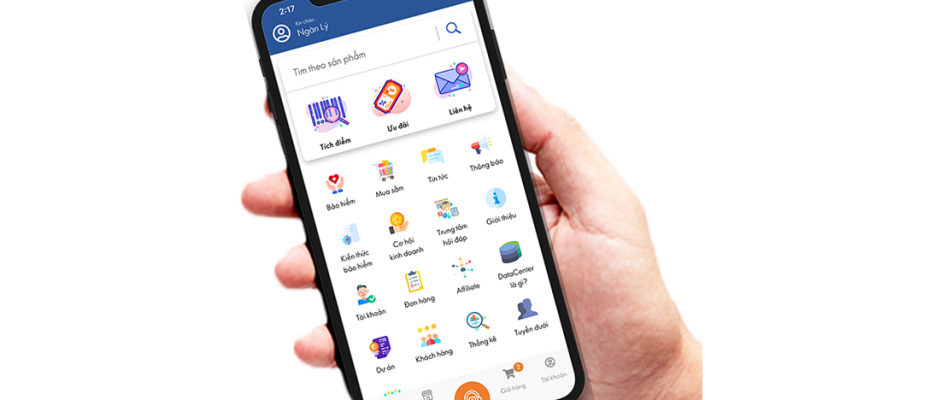 2:17
Xin chào ,
Ngân Lý
Tìm theo sản phẩm
Tích điểm
Ưu đãi
Liên hệ
Bảo hiểm
Mua sắm
Tin tức
Thông báo
Kiến thức
bảo hiểm
Cơ hội
kinh doanh
Trung tâm
hỏi đáp
Giới thiệu
Tài khoản
Đơn hàng
Affiliate
DataCenter
là gì?
Dự án
Khách hàng
Thống kê
Tuyến dưới
Giỏ hàng
2
Tài khoản